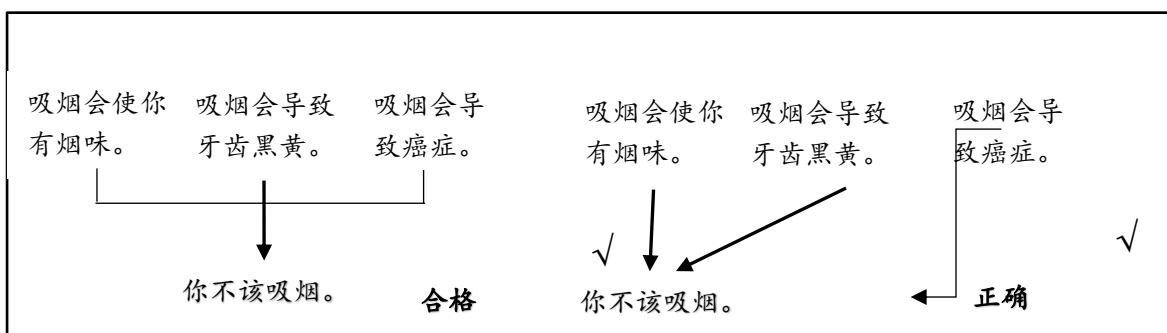 吸烟会使你
有烟味。
吸烟会导致
牙齿黑黄。
吸烟会导
致癌症。
你不该吸烟。
合格
√
吸烟会使你
有烟味。
吸烟会导致
牙齿黑黄。
吸烟会导
致癌症。
你不该吸烟。
正确
√